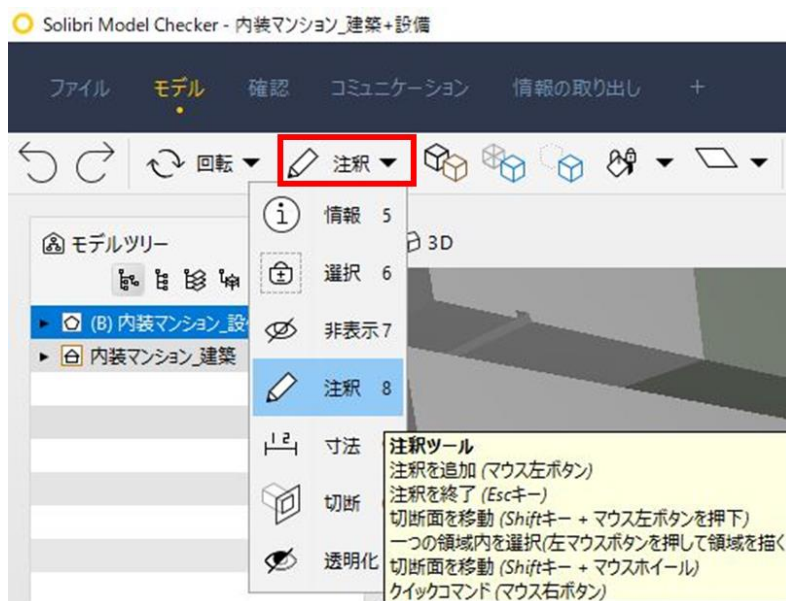 Solibri Model Checker - 内装マンション_建築+設備
ファイル モデル 確認 コミュニケーション 情報の取り出し +
回転 注釈
情報 5
モデルツリー
3D
選択 6
(B) 内装マンション_設
非表示 7
内装マンション_建築
注釈 8
寸法
注釈ツール
注釈を追加 (マウス左ボタン)
注釈を終了 (Escキー)
切断
切断面を移動 (Shiftキー + マウス左ボタンを押下)
一つの領域内を選択(左マウスボタンを押して領域を描く
透明化
切断面を移動 (Shiftキー + マウスホイール)
クイックコマンド (マウス右ボタン)